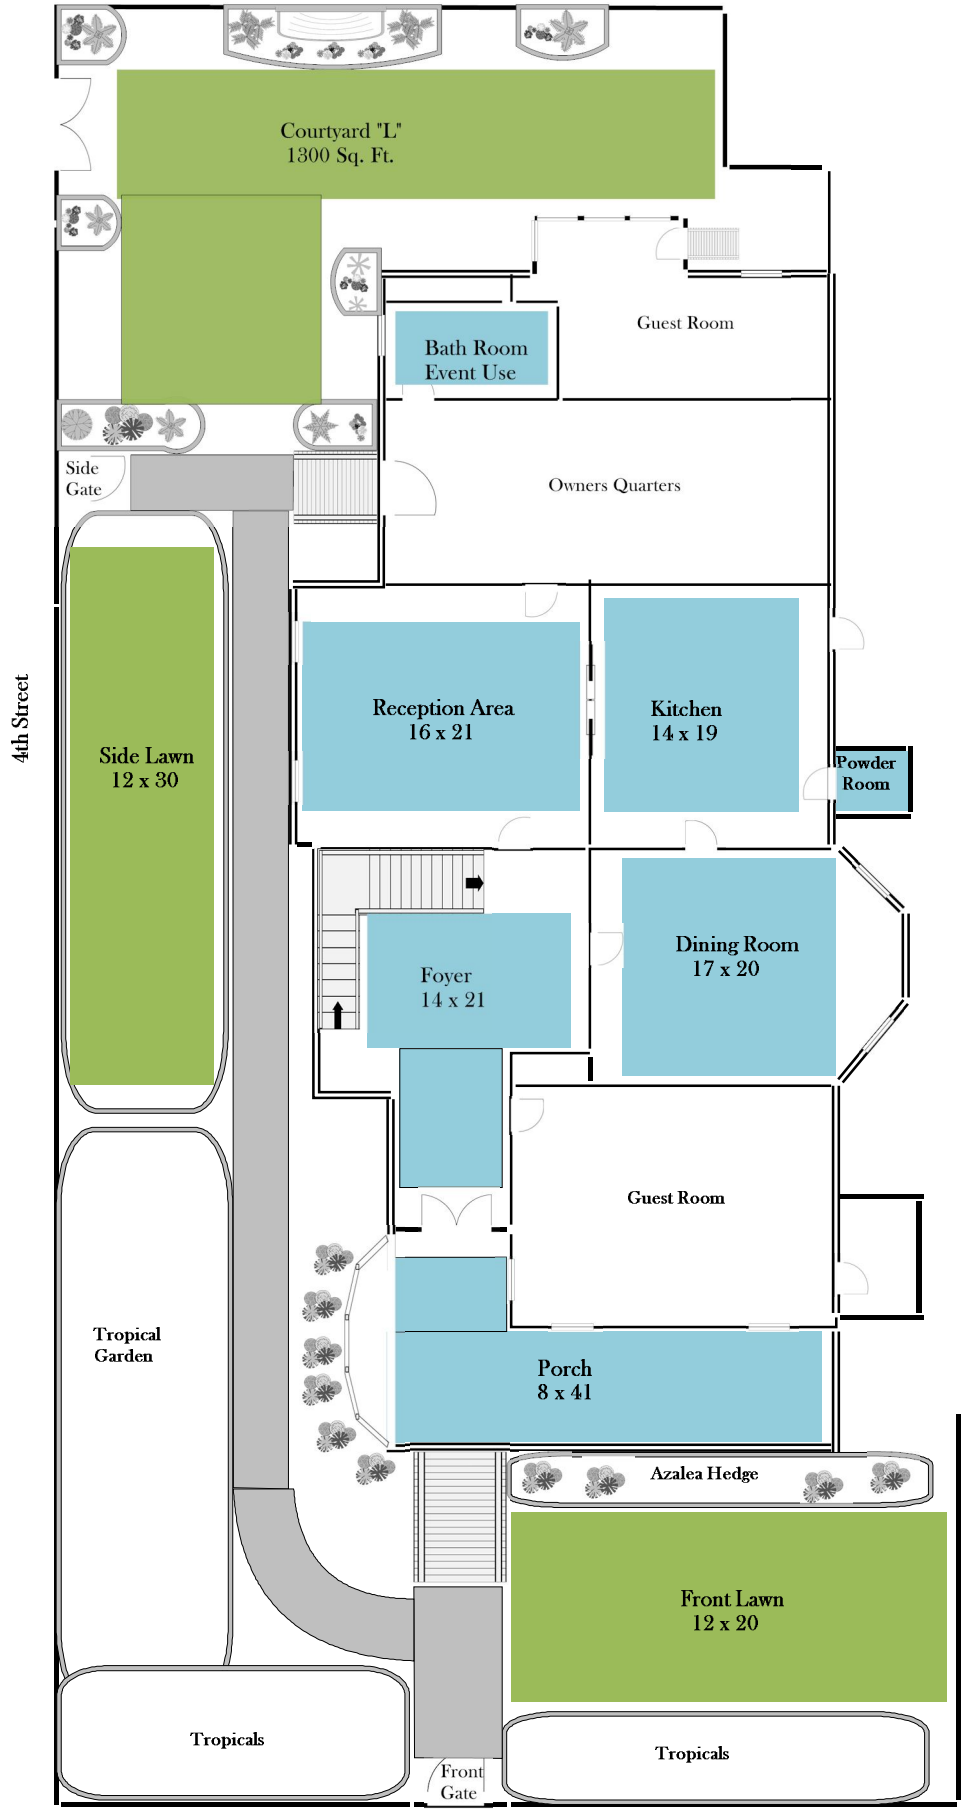 Courtyard "L"
1300 Sq. Ft.
Guest Room
Bath Room
Event Use
Side
Gate
Owners Quarters
4th Street
Reception Area
16 x 21
Kitchen
14 x 19
Side Lawn
12 x 30
Powder
Room
Dining Room
17 x 20
Foyer
14 x 21
Guest Room
Tropical
Garden
Porch
8 x 41
Azalea Hedge
Front Lawn
12 x 20
Tropicals
Tropicals
Front
Gate